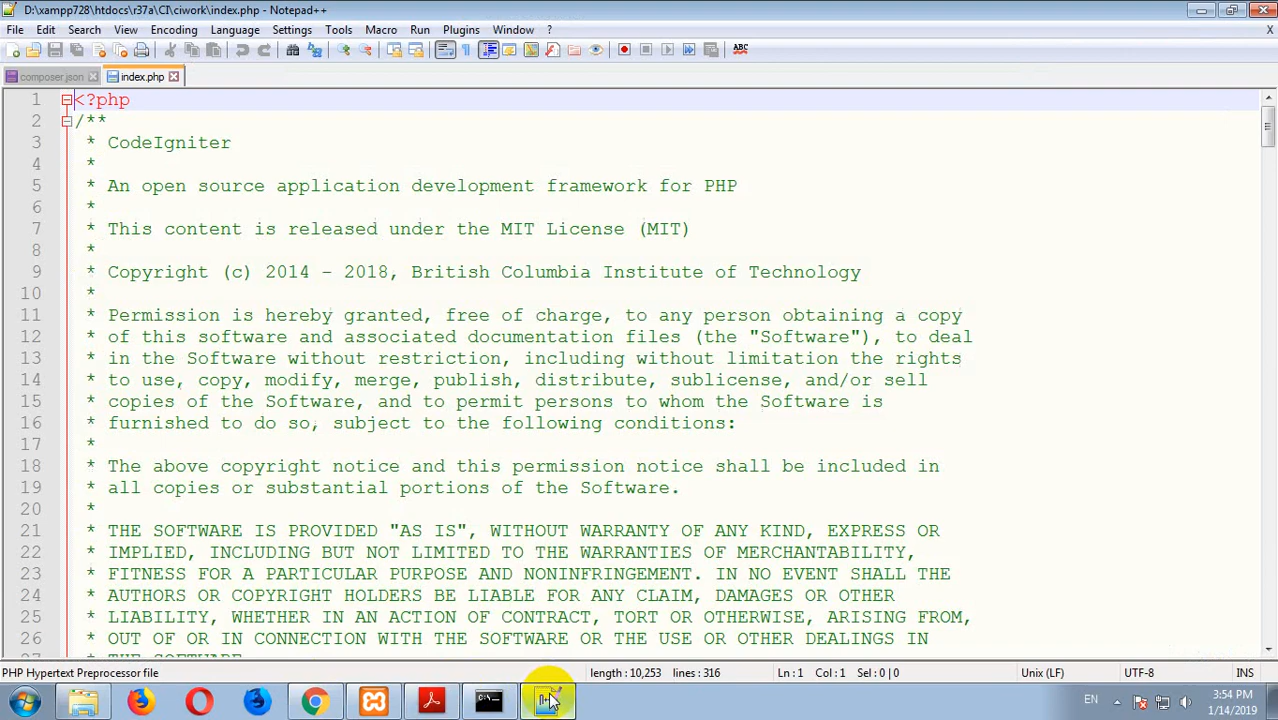 D:\xampp728\htdocs\r37a\CI\ciwork\index.php - Notepad++
File Edit Search View Encoding Language Settings Tools Macro Run Plugins Window ? X
ABC
composer.json index.php
1 <?php
2 /**
3 * CodeIgniter
4 *
5 * An open source application development framework for PHP
6 *
7 * This content is released under the MIT License (MIT)
8 *
9 * Copyright (c) 2014 - 2018, British Columbia Institute of Technology
10 *
11 * Permission is hereby granted, free of charge, to any person obtaining a copy
12 * of this software and associated documentation files (the "Software"), to deal
13 * in the Software without restriction, including without limitation the rights
14 * to use, copy, modify, merge, publish, distribute, sublicense, and/or sell
15 * copies of the Software, and to permit persons to whom the Software is
16 * furnished to do so, subject to the following conditions:
17 *
18 * The above copyright notice and this permission notice shall be included in
19 * all copies or substantial portions of the Software.
20 *
21 * THE SOFTWARE IS PROVIDED "AS IS", WITHOUT WARRANTY OF ANY KIND, EXPRESS OR
22 * IMPLIED, INCLUDING BUT NOT LIMITED TO THE WARRANTIES OF MERCHANTABILITY,
23 * FITNESS FOR A PARTICULAR PURPOSE AND NONINFRINGEMENT. IN NO EVENT SHALL THE
24 * AUTHORS OR COPYRIGHT HOLDERS BE LIABLE FOR ANY CLAIM, DAMAGES OR OTHER
25 * LIABILITY, WHETHER IN AN ACTION OF CONTRACT, TORT OR OTHERWISE, ARISING FROM,
26 * OUT OF OR IN CONNECTION WITH THE SOFTWARE OR THE USE OR OTHER DEALINGS IN
PHP Hypertext Preprocessor file length : 10,253 lines : 316 Ln : 1 Col : 1 Sel : 0 | 0 Unix (LF) UTF-8 INS
EN 3:54 PM
1/14/2019